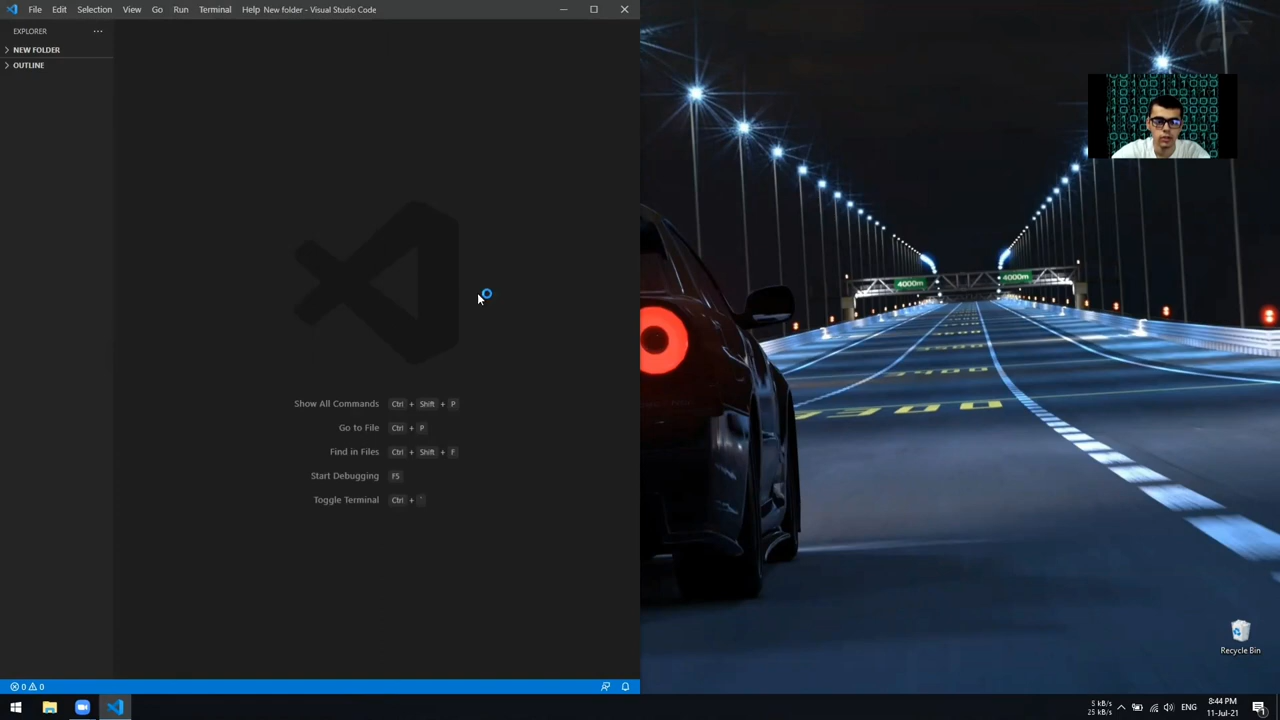 File Edit Selection View Go Run Terminal Help New folder - Visual Studio Code
EXPLORER
NEW FOLDER
OUTLINE
4000m 4000m
Show All Commands Ctrl + Shift + P
Go to File Ctrl + P
Find in Files Ctrl + Shift + F
Start Debugging F5
Toggle Terminal Ctrl + `
Recycle Bin
0 0
5 kB/s
25 kB/s
ENG
8:44 PM
11-Jul-21
1